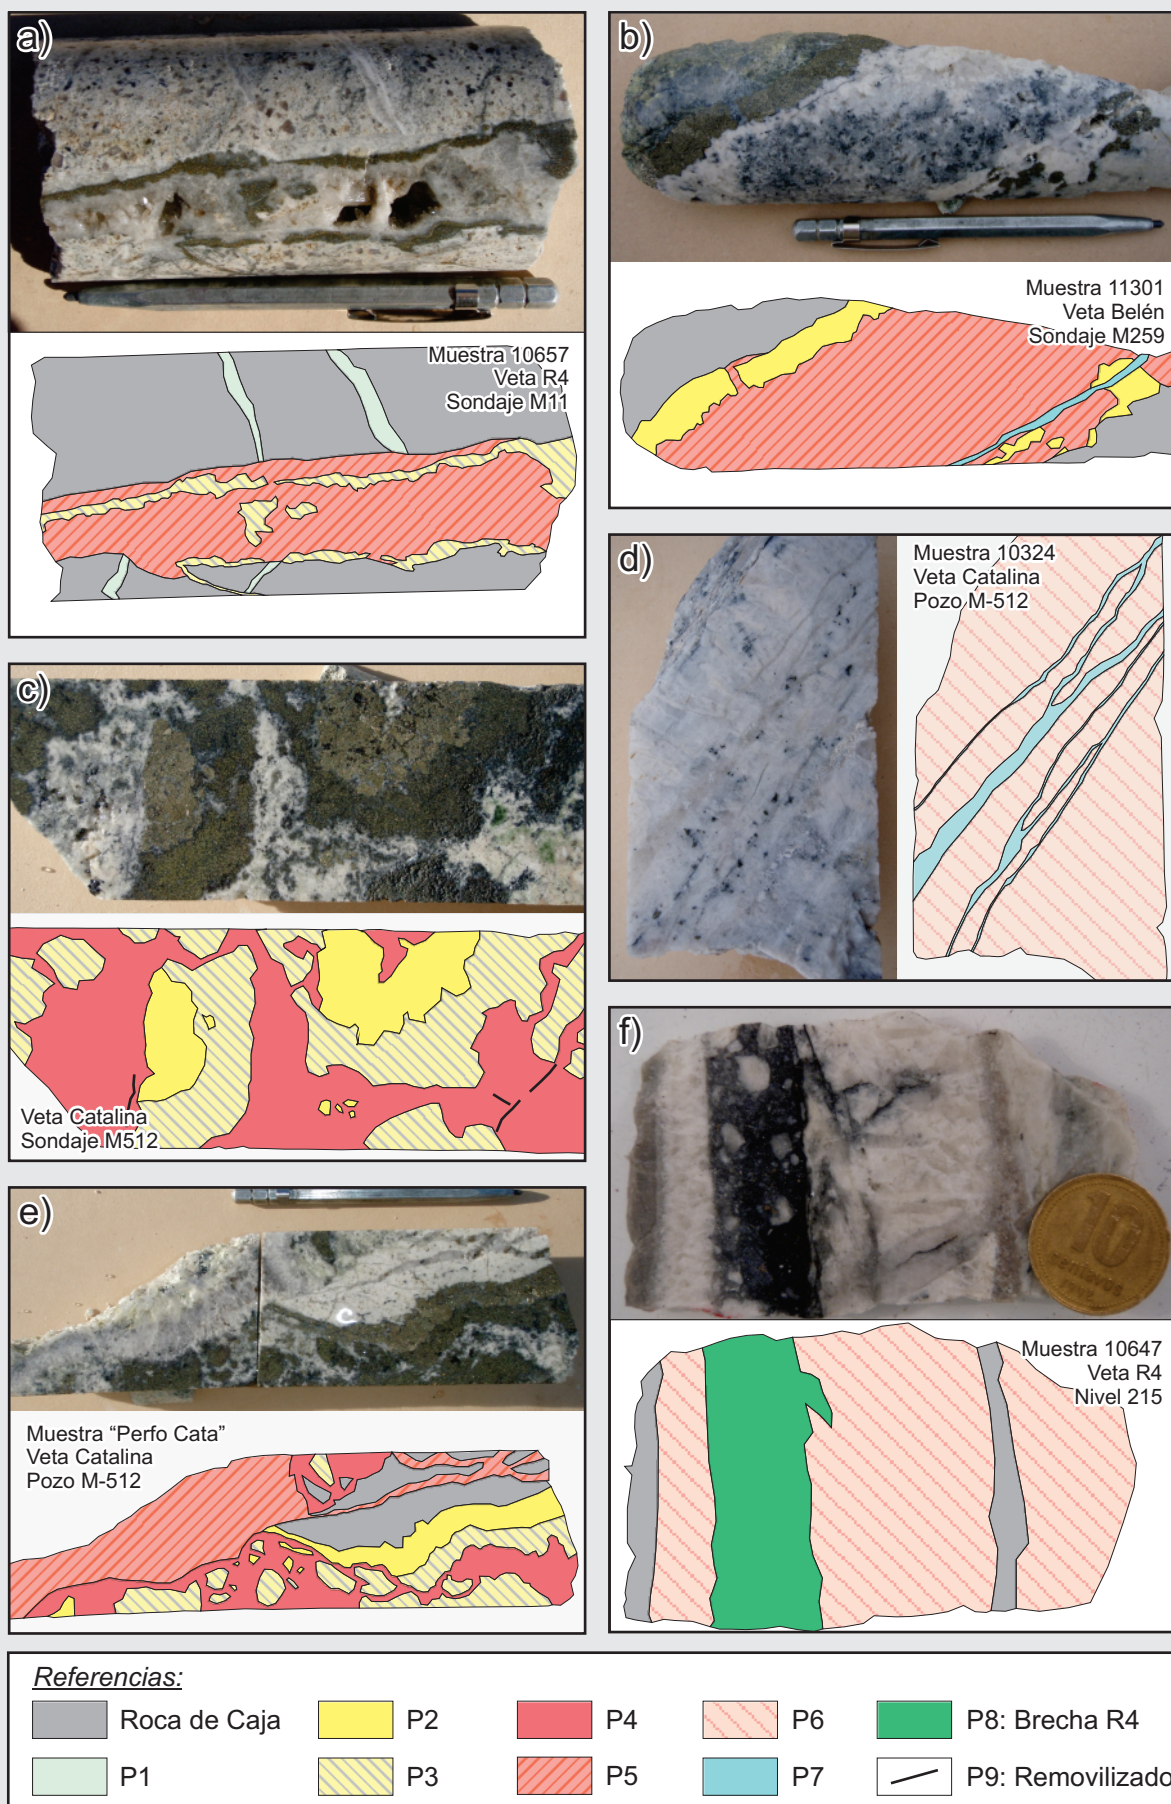 a)
Muestra 10657
Veta R4
Sondaje M11
b)
Muestra 11301
Veta Belén
Sondaje M259
c)
Veta Catalina
Sondaje M512
d)
Muestra 10324
Veta Catalina
Pozo M-512
e)
Muestra “Perfo Cata”
Veta Catalina
Pozo M-512
f)
10
Muestra 10647
Veta R4
Nivel 215
Referencias:
Roca de Caja
P2
P4
P6
P8: Brecha R4
P1
P3
P5
P7
P9: Removilizado